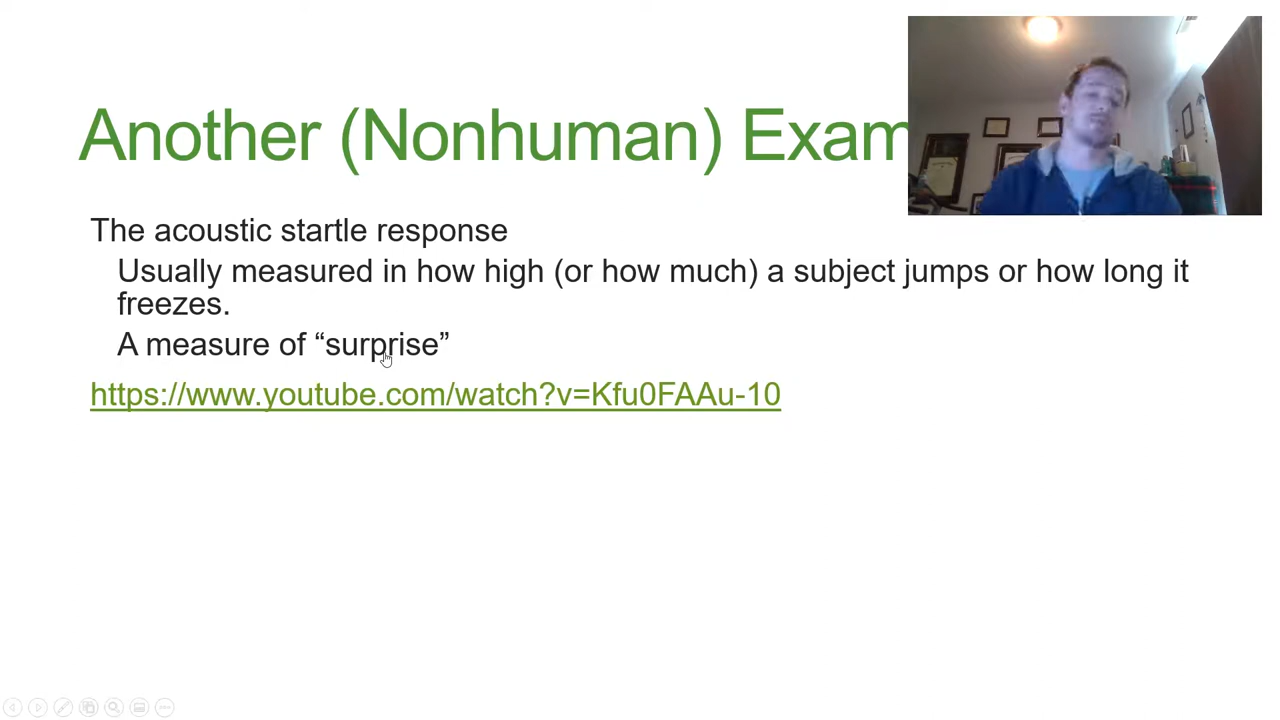 Another (Nonhuman) Exam
The acoustic startle response
Usually measured in how high (or how much) a subject jumps or how long it
freezes.
A measure of “surprise”
https://www.youtube.com/watch?v=Kfu0FAAu-10